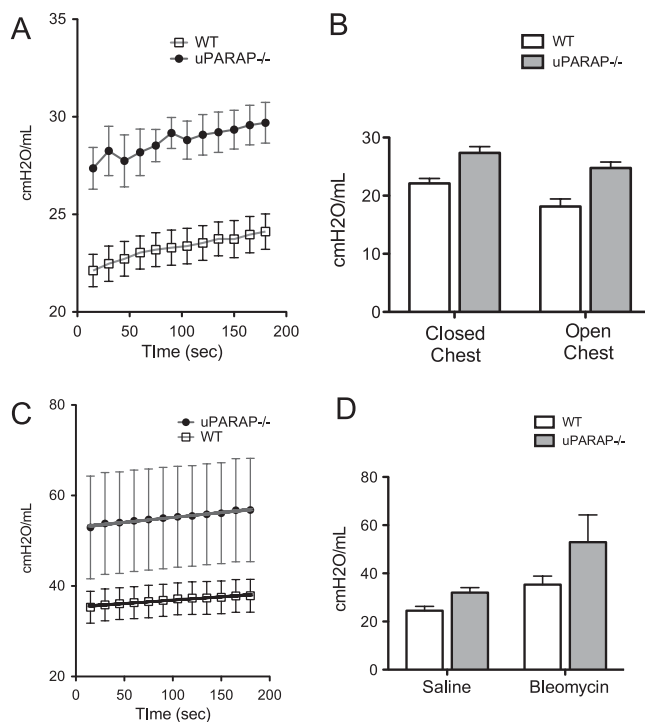 A
WT
uPARAP-/-
cmH2O/mL
35
30
25
20
0
50
100
150
200
TIme (sec)
B
WT
uPARAP-/-
cmH2O/mL
30
20
10
0
Closed
Chest
Open
Chest
C
uPARAP-/-
WT
cmH2O/mL
80
60
40
20
0
50
100
150
200
TIme (sec)
D
WT
uPARAP-/-
cmH2O/mL
80
60
40
20
0
Saline
Bleomycin